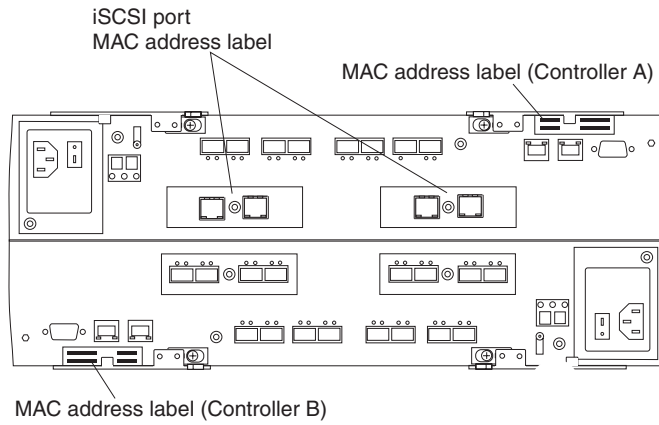 iSCSI port
MAC address label
MAC address label (Controller A)
MAC address label (Controller B)